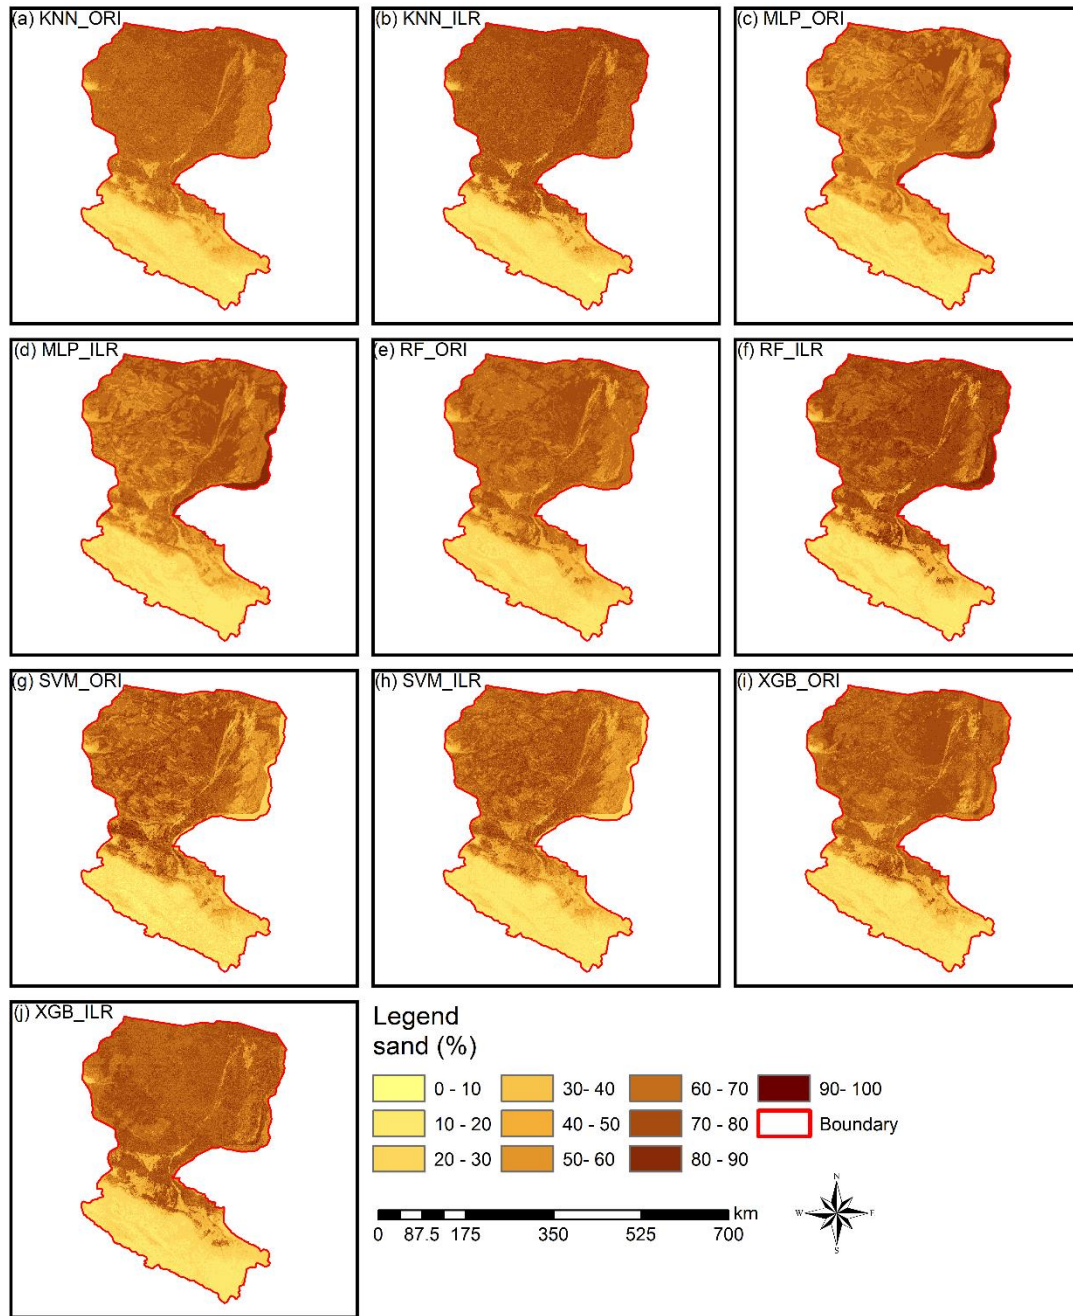 (a) KNN_ORI
(b) KNN_ILR
(c) MLP_ORI
(d) MLP_ILR
(e) RF_ORI
(f) RF_ILR
(g) SVM_ORI
(h) SVM_ILR
(i) XGB_ORI
(j) XGB_ILR
Legend
sand (%)
0 - 10
30- 40
60 - 70
90- 100
10 - 20
40 - 50
70 - 80
Boundary
20 - 30
50- 60
80 - 90
km
0 87.5 175 350 525 700
N
W E
S